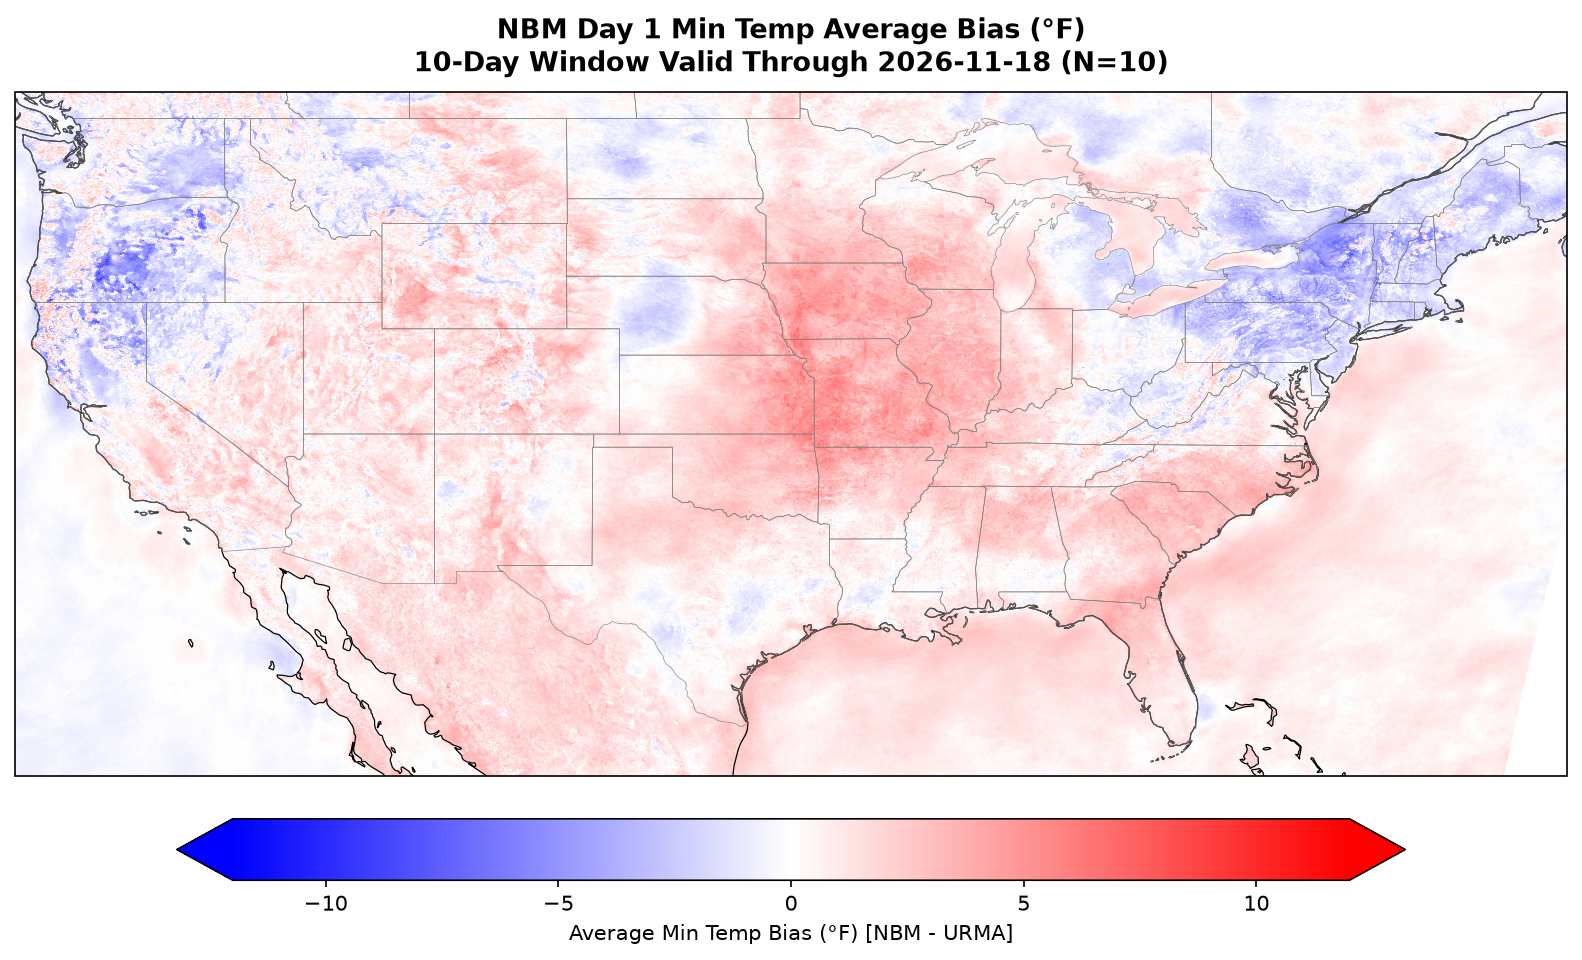 NBM Day 1 Min Temp Average Bias (°F)
10-Day Window Valid Through 2026-11-18 (N=10)
−10 −5 0 5 10
Average Min Temp Bias (°F) [NBM - URMA]